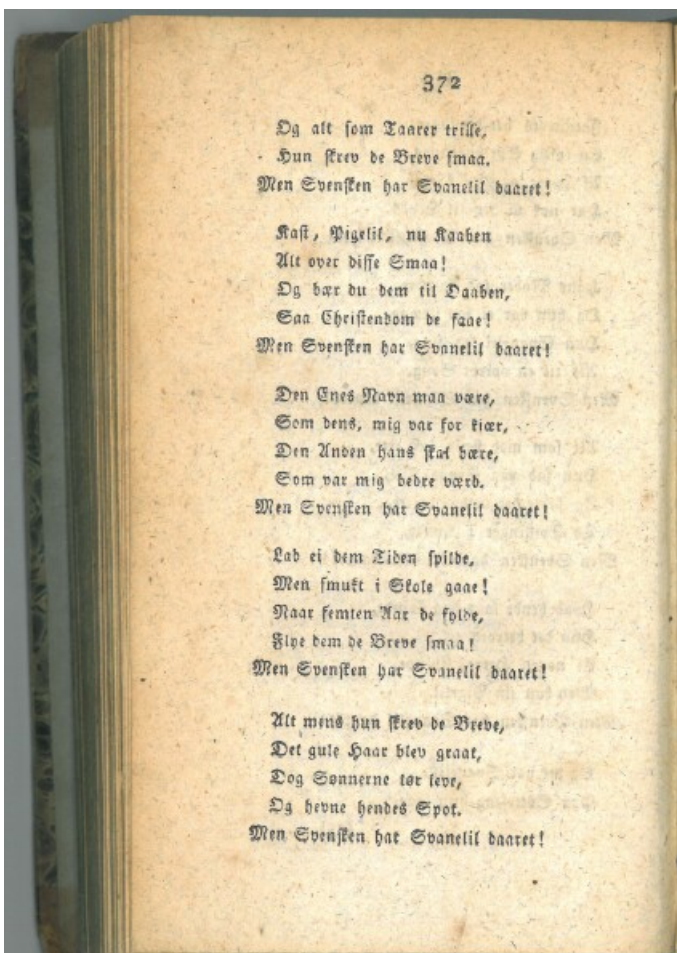 372
Og alt som Taarer trille,
Hun skrev de Breve smaa.
Men Svensken har Svanelil daaret!
Kast, Pigelil, nu Kaaben
Alt over disse Smaa!
Og bær du dem til Daaben,
Saa Christendom de faae!
Men Svensken har Svanelil daaret!
Den Enes Navn maa være,
Som dens, mig var for kiær,
Den Anden hans skal bære,
Som var mig bedre værd.
Men Svensken har Svanelil daaret!
Lad ei dem Tiden spilde,
Men smukt i Skole gaae!
Naar femten Aar de fylde,
Flye dem de Breve smaa!
Men Svensken har Svanelil daaret!
Alt mens hun skrev de Breve,
Det gule Haar blev graat,
Dog Sønnerne tør leve,
Og hevne hendes Spot.
Men Svensken har Svanelil daaret!